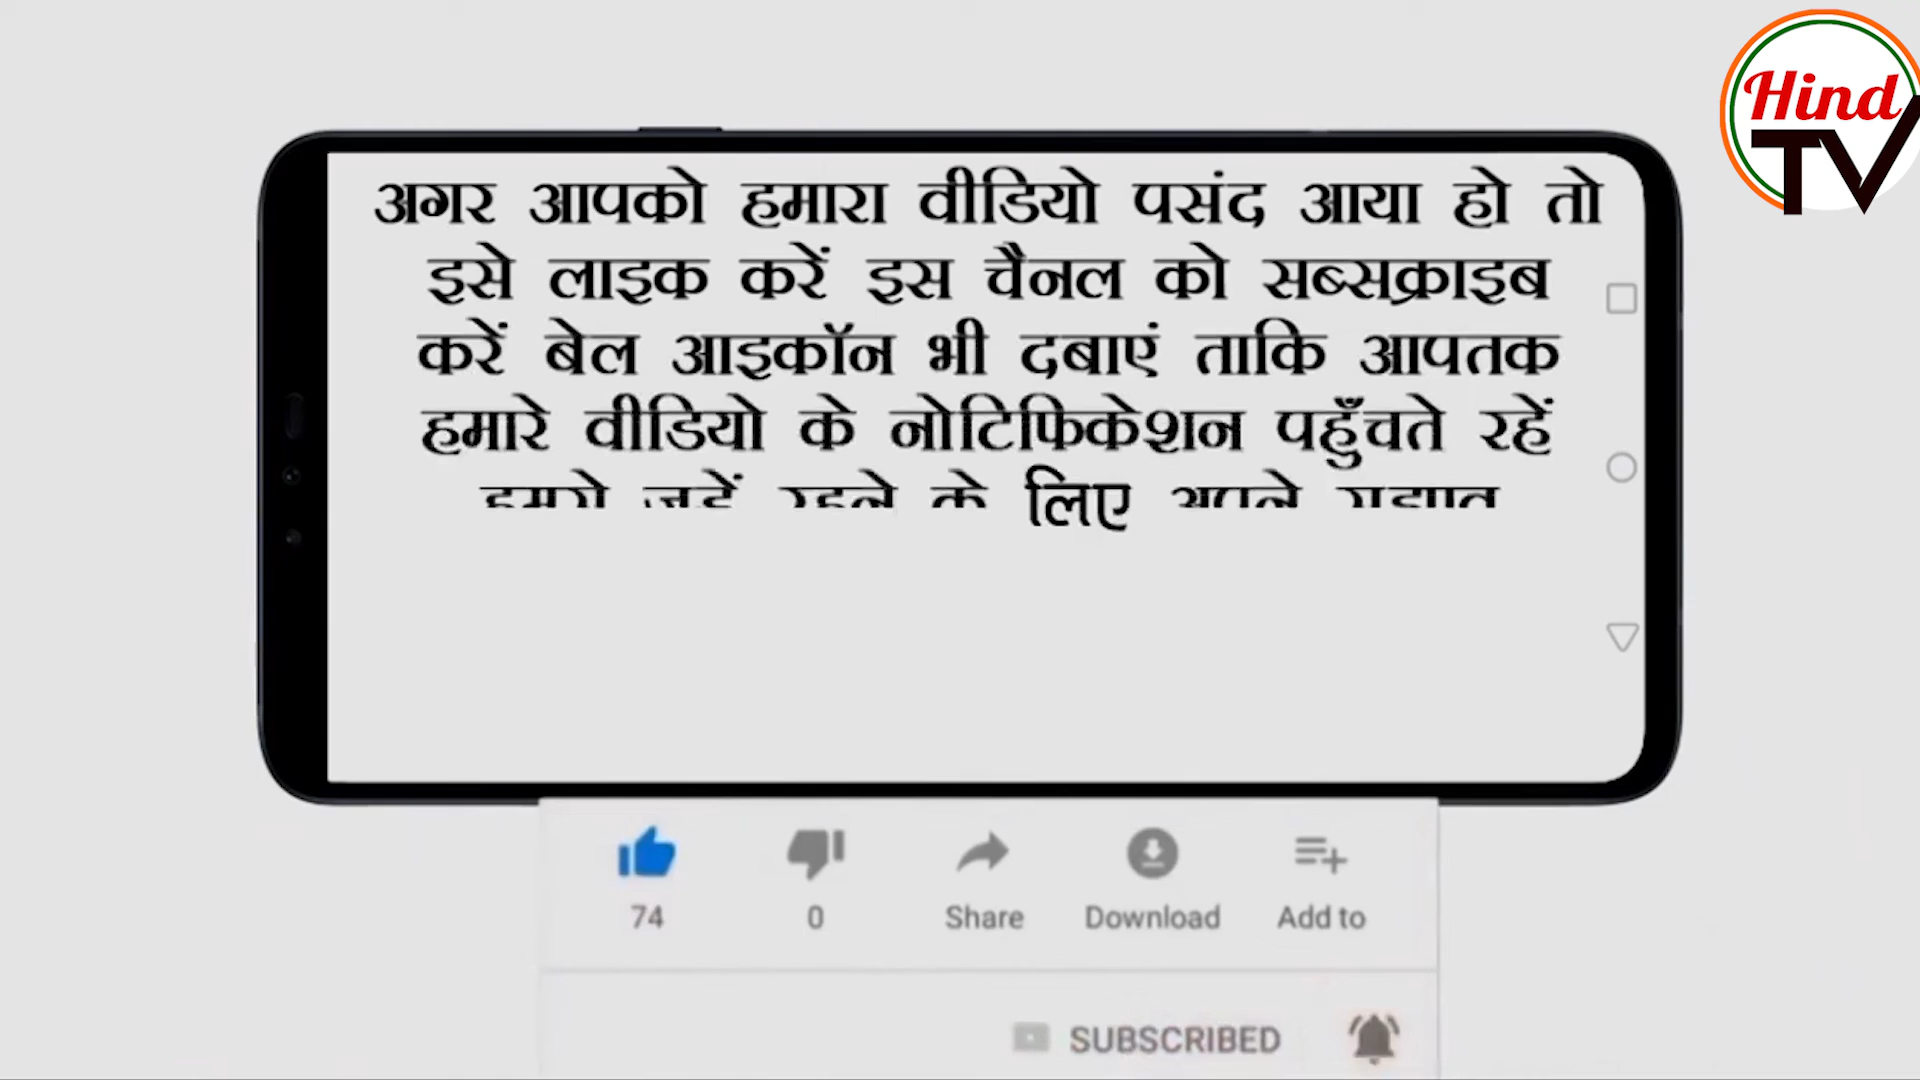 Hind
TV
अगर आपको हमारा वीडियो पसंद आया हो तो
इसे लाइक करें इस चैनल को सब्सक्राइब
करें बेल आइकॉन भी दबाएं ताकि आपतक
हमारे वीडियो के नोटिफिकेशन पहुँचते रहें
लिए
74
0
Share
Download
Add to
SUBSCRIBED